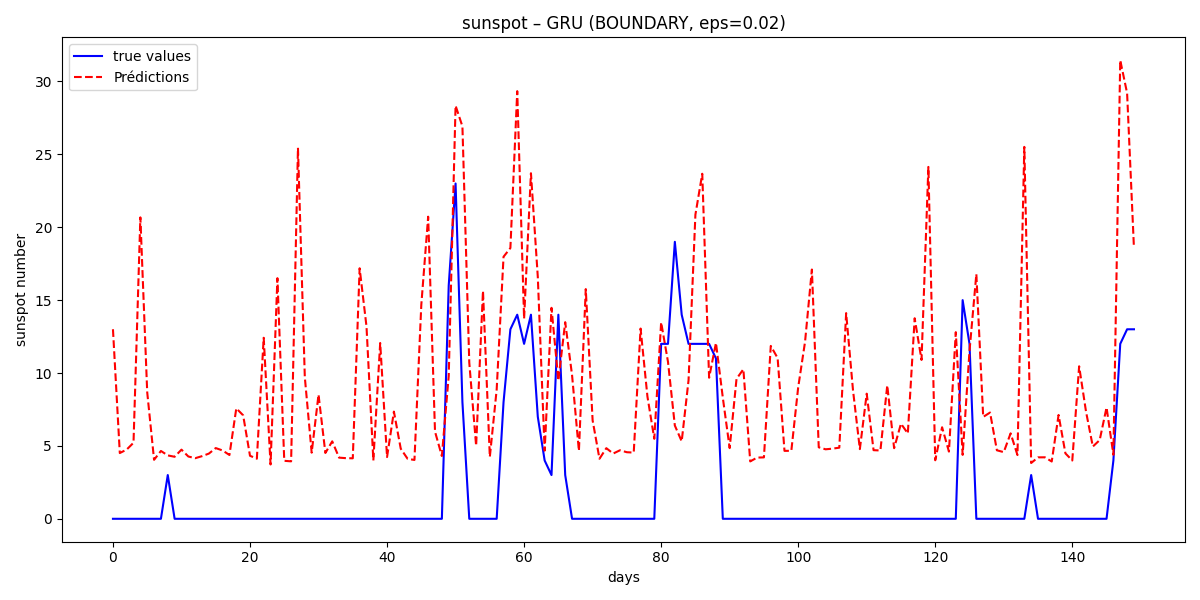 sunspot – GRU (BOUNDARY, eps=0.02)
true values
Prédictions
sunspot number
30
25
20
15
10
5
0
0 20 40 60 80 100 120 140
days